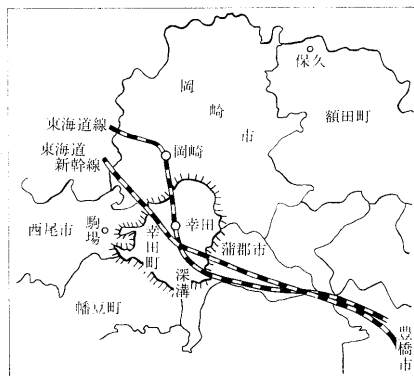 保久
岡崎市
額田町
東海道線
東海道
新幹線
岡崎
西尾市
駒場
幸田町
幸田
蒲郡市
深溝
幡豆町
豊橋市